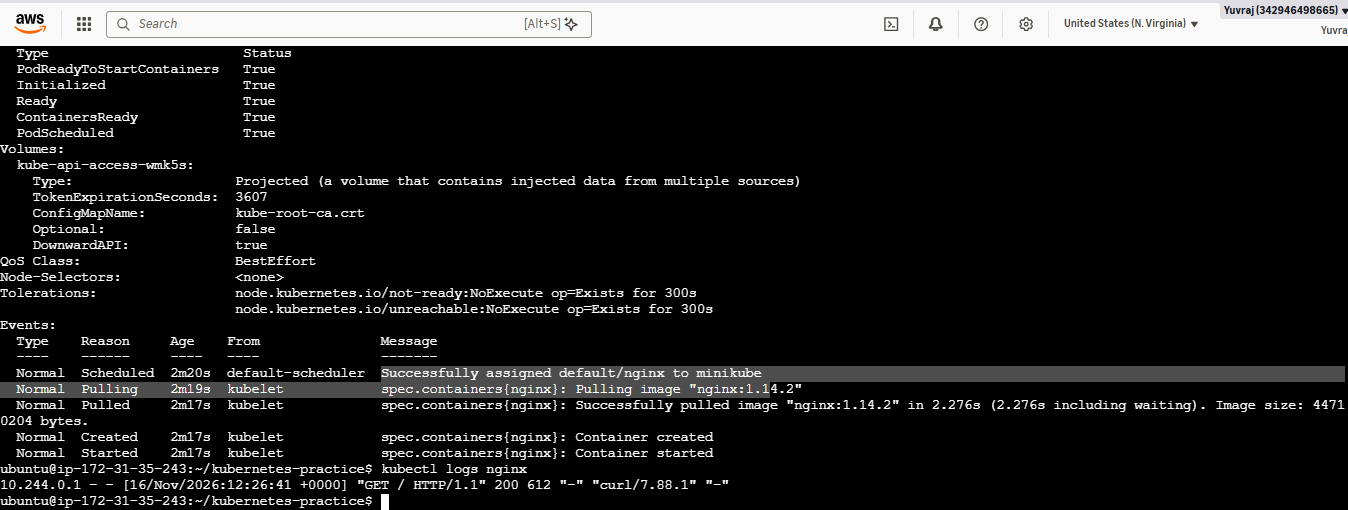 aws
Search [Alt+S]
United States (N. Virginia)
Yuvraj (342946498665)
Type Status
PodReadyToStartContainers True
Initialized True
Ready True
ContainersReady True
PodScheduled True
Volumes:
kube-api-access-wmk5s:
Type: Projected (a volume that contains injected data from multiple sources)
TokenExpirationSeconds: 3607
ConfigMapName: kube-root-ca.crt
Optional: false
DownwardAPI: true
QoS Class: BestEffort
Node-Selectors: <none>
Tolerations: node.kubernetes.io/not-ready:NoExecute op=Exists for 300s
node.kubernetes.io/unreachable:NoExecute op=Exists for 300s
Events:
Type Reason Age From Message
---- ------ ---- ---- -------
Normal Scheduled 2m20s default-scheduler Successfully assigned default/nginx to minikube
Normal Pulling 2m19s kubelet spec.containers{nginx}: Pulling image "nginx:1.14.2"
Normal Pulled 2m17s kubelet spec.containers{nginx}: Successfully pulled image "nginx:1.14.2" in 2.276s (2.276s including waiting). Image size: 4471
0204 bytes.
Normal Created 2m17s kubelet spec.containers{nginx}: Container created
Normal Started 2m17s kubelet spec.containers{nginx}: Container started
ubuntu@ip-172-31-35-243:~/kubernetes-practice$ kubectl logs nginx
10.244.0.1 - - [16/Nov/2026:12:26:41 +0000] "GET / HTTP/1.1" 200 612 "-" "curl/7.88.1" "-"
ubuntu@ip-172-31-35-243:~/kubernetes-practice$